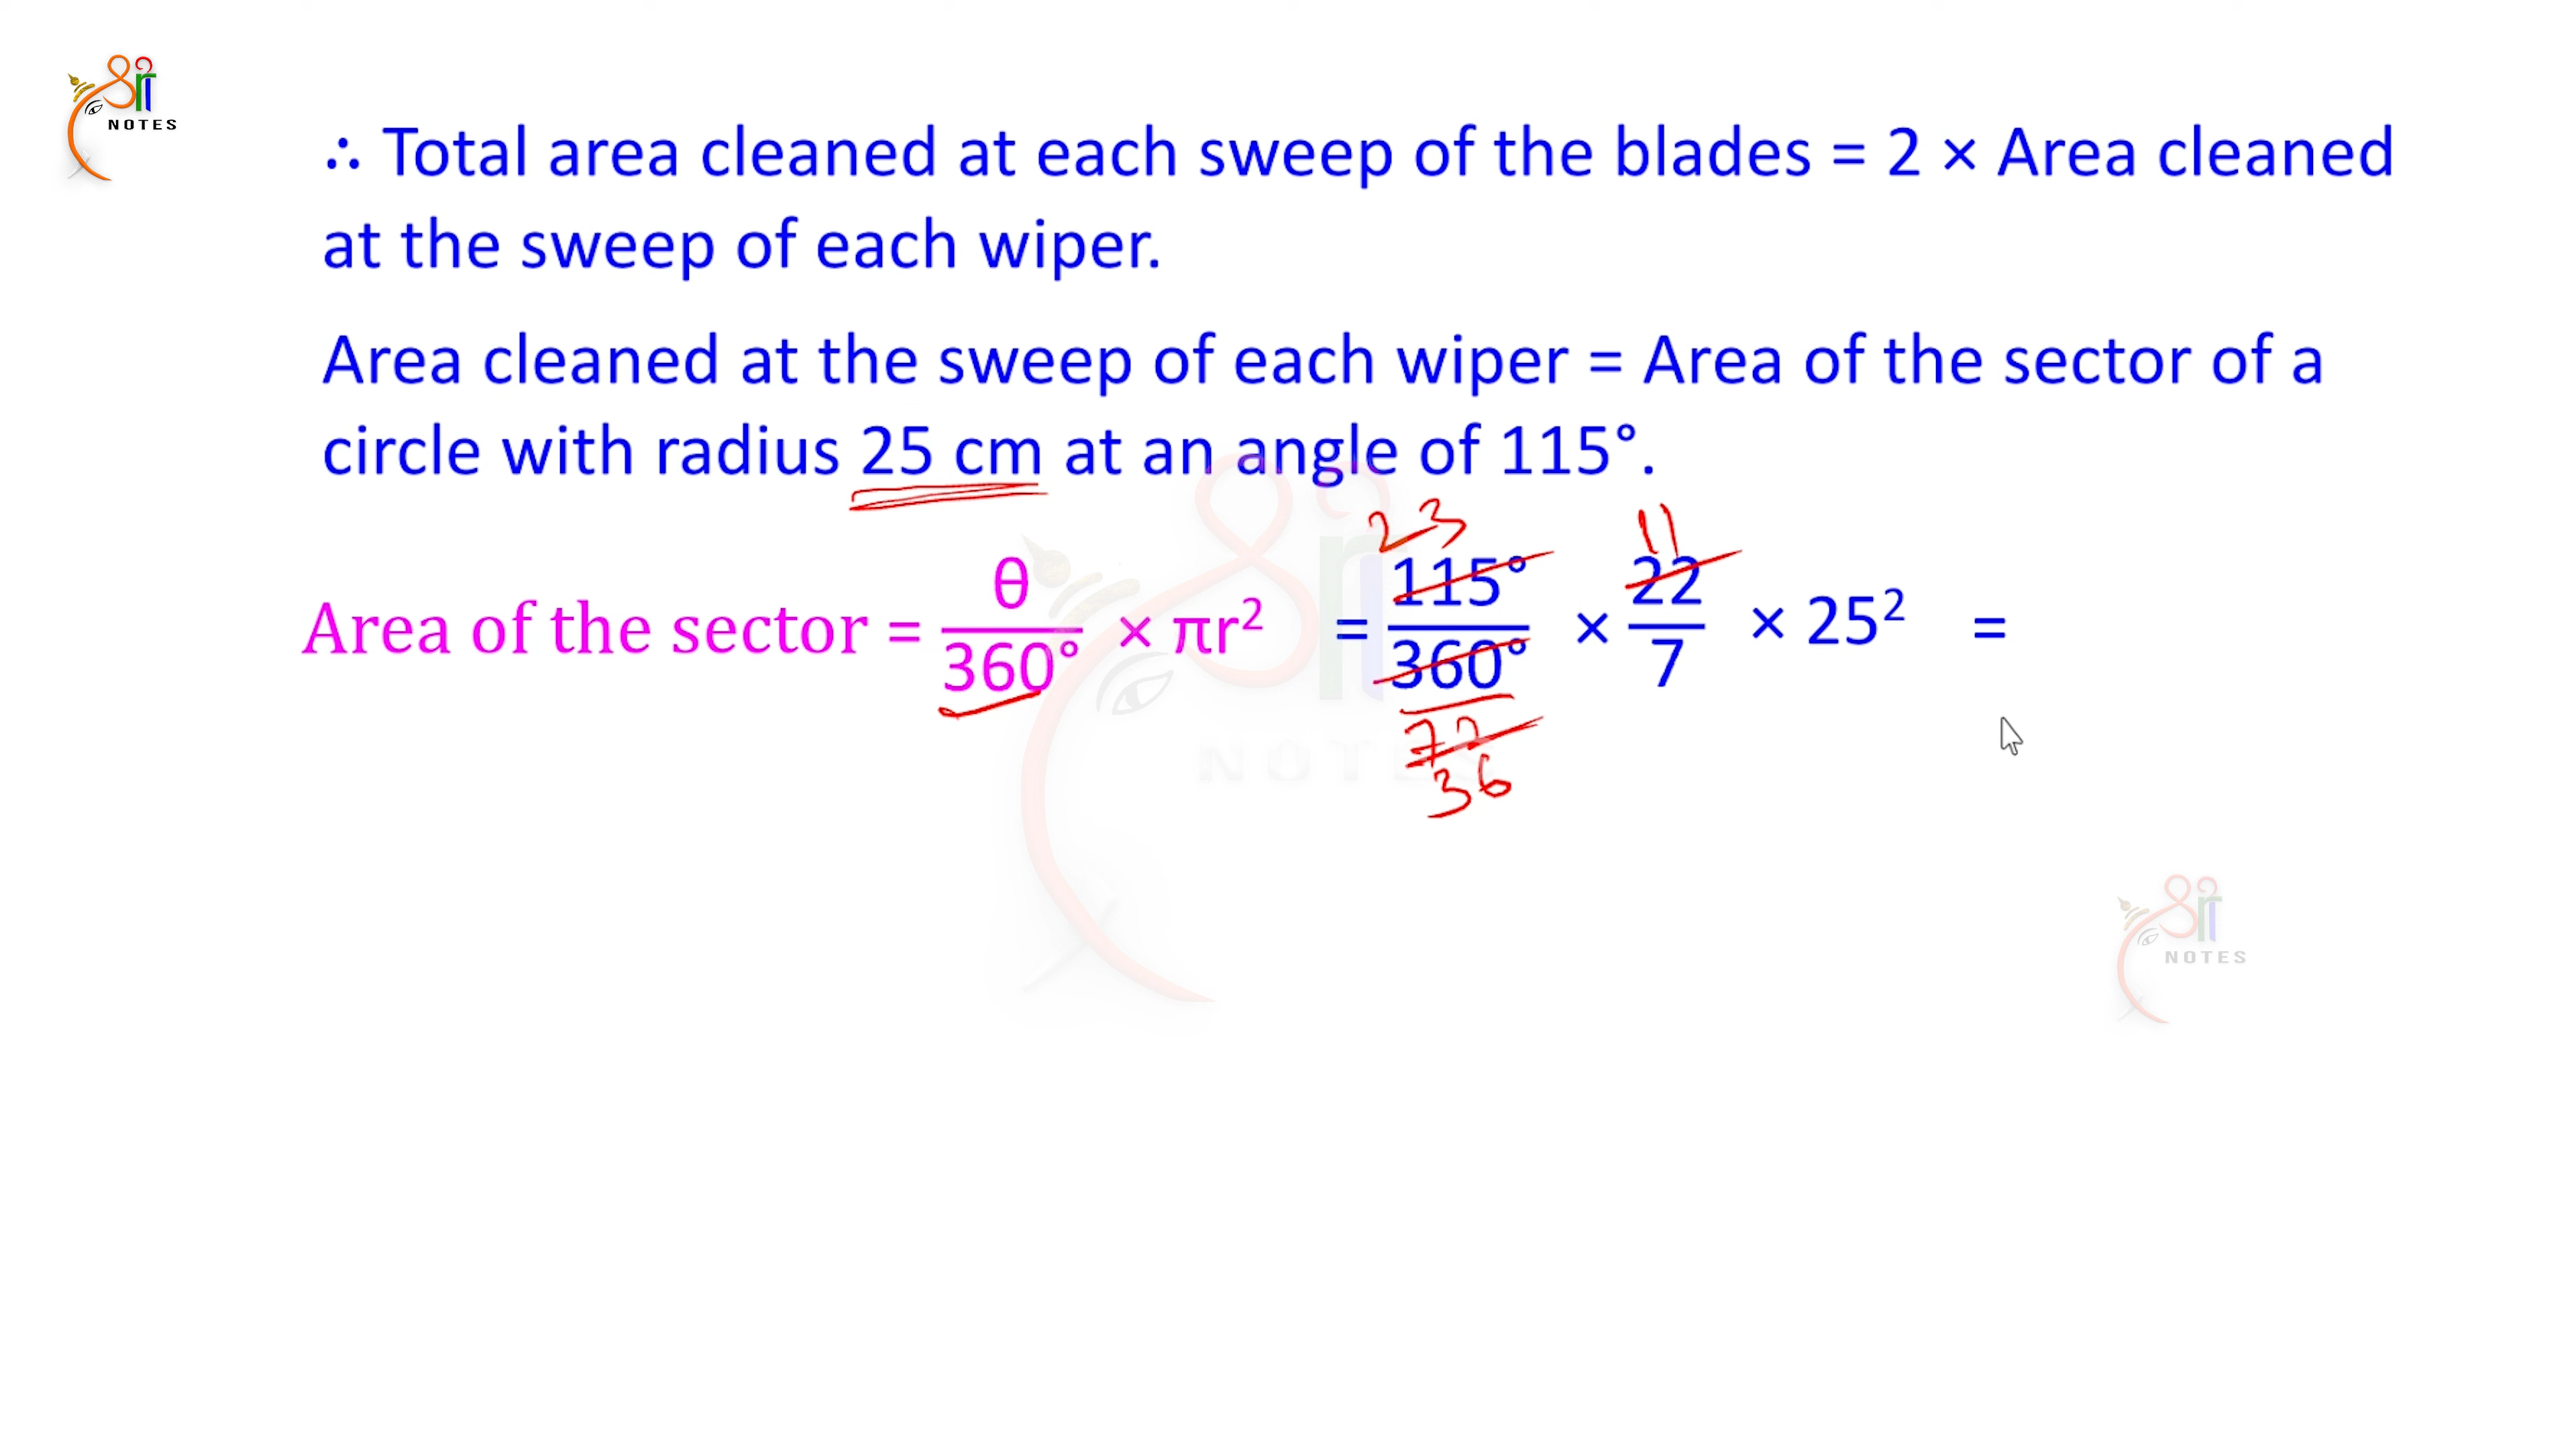 श्री
NOTES
∴ Total area cleaned at each sweep of the blades = 2 × Area cleaned
at the sweep of each wiper.
Area cleaned at the sweep of each wiper = Area of the sector of a
circle with radius 25 cm at an angle of 115°.
23 11
Area of the sector = θ/360° × πr² = 115°/360° × 22/7 × 25² =
72
36
NOTES
NOTES